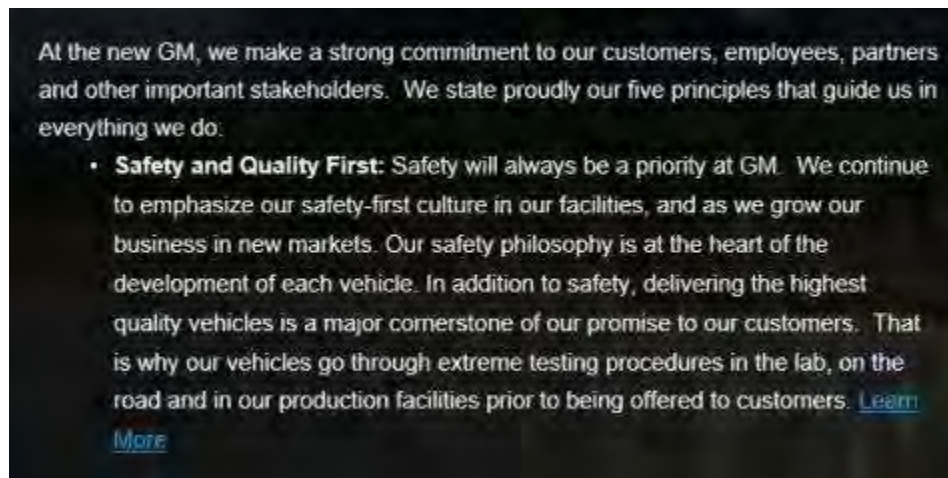 At the new GM, we make a strong commitment to our customers, employees, partners
and other important stakeholders.  We state proudly our five principles that guide us in
everything we do:
• Safety and Quality First: Safety will always be a priority at GM.  We continue
to emphasize our safety-first culture in our facilities, and as we grow our
business in new markets. Our safety philosophy is at the heart of the
development of each vehicle. In addition to safety, delivering the highest
quality vehicles is a major cornerstone of our promise to our customers.  That
is why our vehicles go through extreme testing procedures in the lab, on the
road and in our production facilities prior to being offered to customers. Learn
More